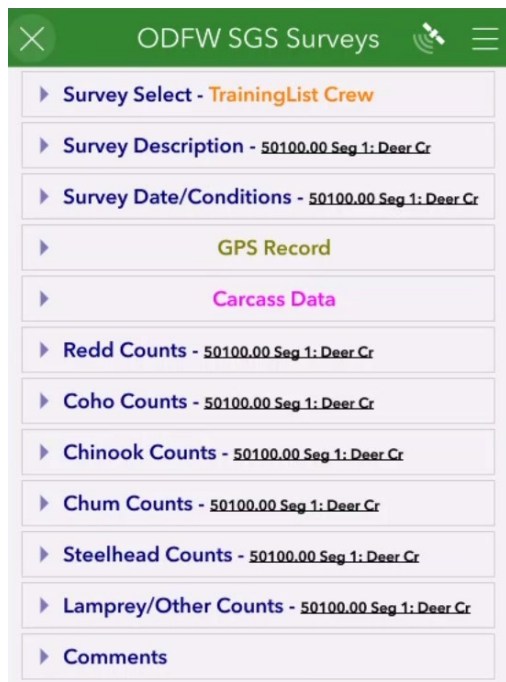 ODFW SGS Surveys
Survey Select - TrainingList Crew
Survey Description - 50100.00 Seg 1: Deer Cr
Survey Date/Conditions - 50100.00 Seg 1: Deer Cr
GPS Record
Carcass Data
Redd Counts - 50100.00 Seg 1: Deer Cr
Coho Counts - 50100.00 Seg 1: Deer Cr
Chinook Counts - 50100.00 Seg 1: Deer Cr
Chum Counts - 50100.00 Seg 1: Deer Cr
Steelhead Counts - 50100.00 Seg 1: Deer Cr
Lamprey/Other Counts - 50100.00 Seg 1: Deer Cr
Comments